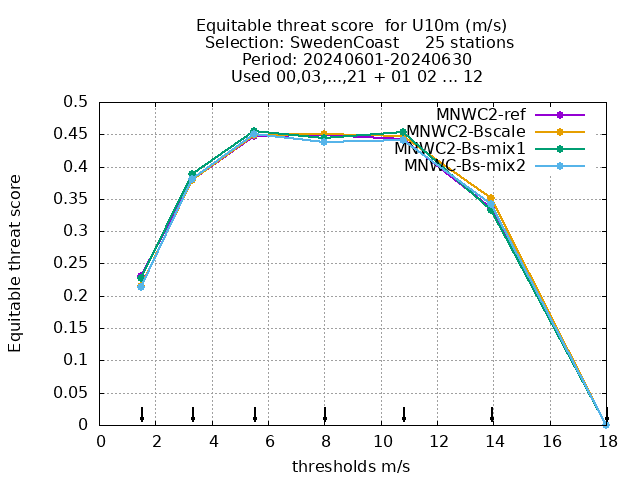 Equitable threat score  for U10m (m/s)
Selection: SwedenCoast     25 stations
Period: 20240601-20240630
Used 00,03,...,21 + 01 02 ... 12
MNWC2-ref
MNWC2-Bscale
MNWC2-Bs-mix1
MNWC-Bs-mix2
Equitable threat score
0.5
0.45
0.4
0.35
0.3
0.25
0.2
0.15
0.1
0.05
0
0 2 4 6 8 10 12 14 16 18
thresholds m/s